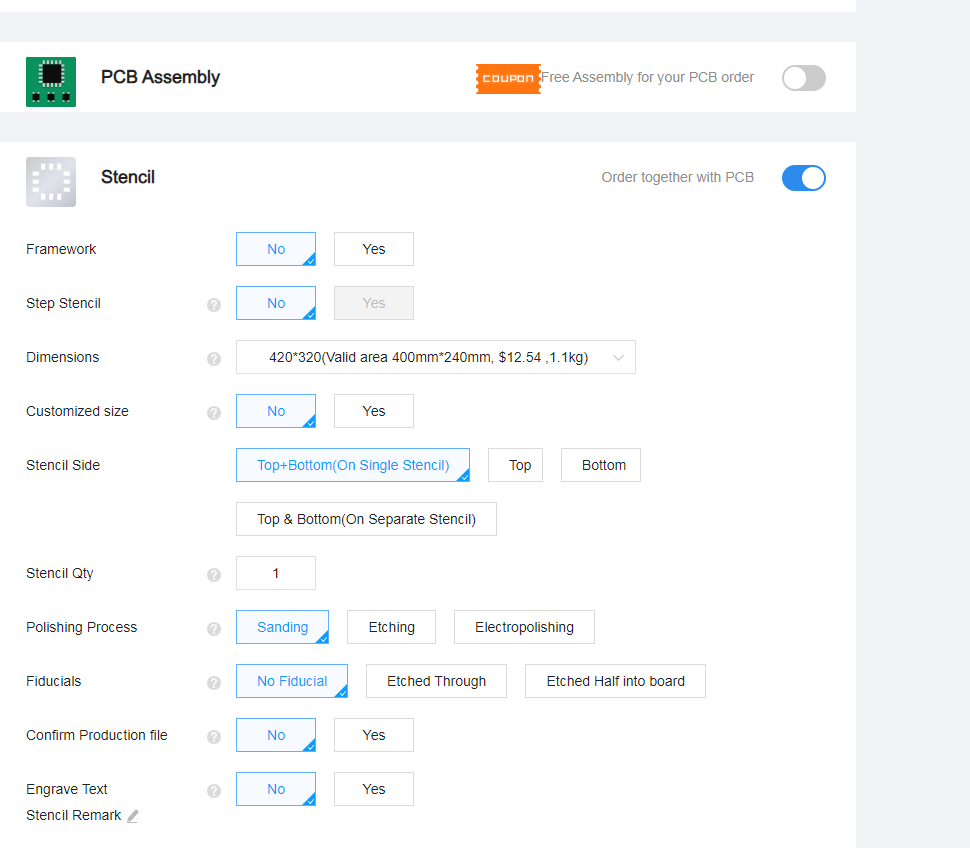 PCB Assembly COUPON Free Assembly for your PCB order
Stencil Order together with PCB
Framework No Yes
Step Stencil ? No Yes
Dimensions ? 420*320(Valid area 400mm*240mm, $12.54 ,1.1kg)
Customized size ? No Yes
Stencil Side Top+Bottom(On Single Stencil) Top Bottom
Top & Bottom(On Separate Stencil)
Stencil Qty ? 1
Polishing Process ? Sanding Etching Electropolishing
Fiducials ? No Fiducial Etched Through Etched Half into board
Confirm Production file ? No Yes
Engrave Text ? No Yes
Stencil Remark